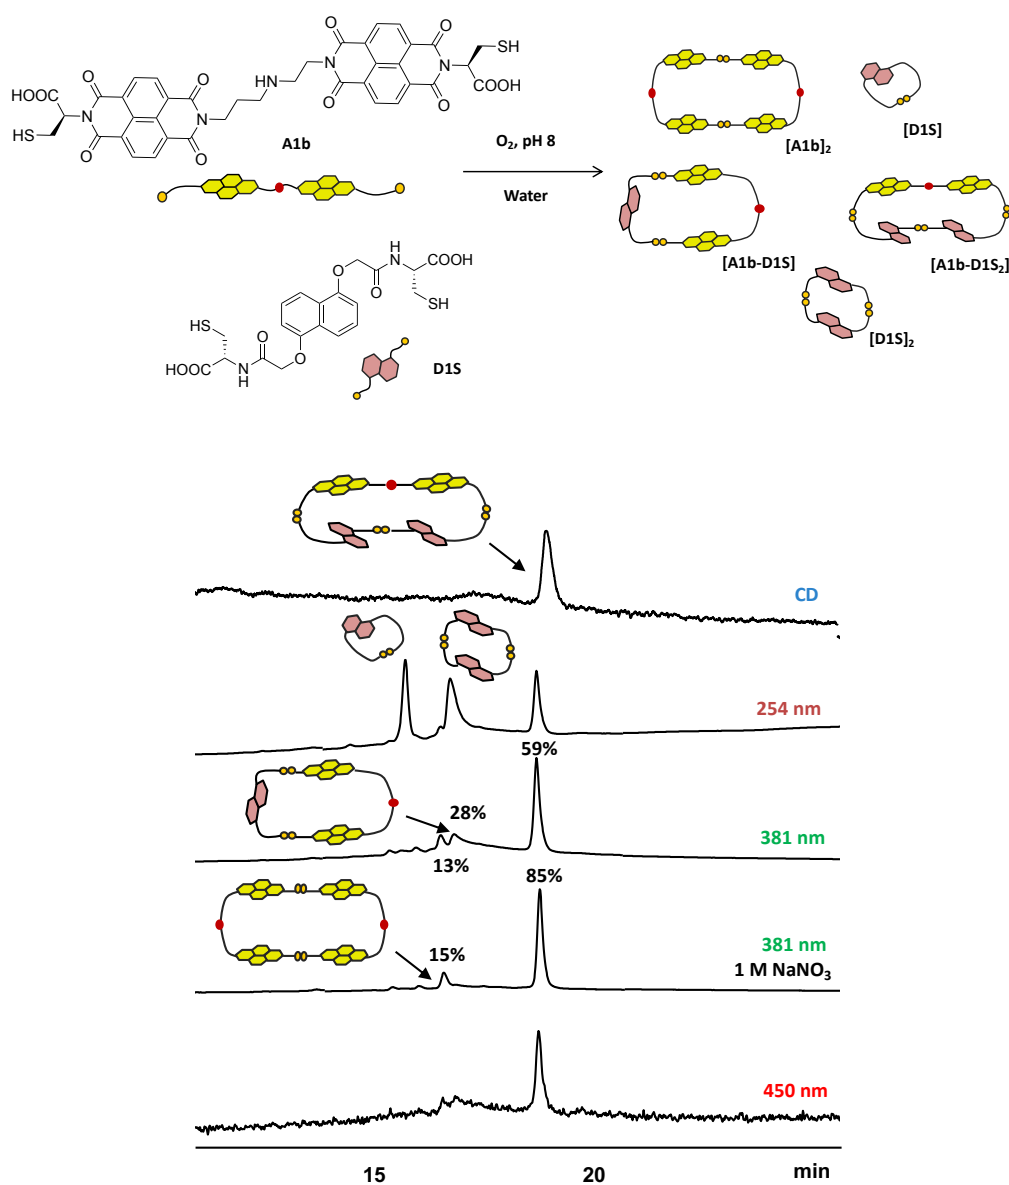 O
O
O
O
N
N
SH
COOH
HN
O
O
O
O
HOOC
N
N
HS
A1b
O₂, pH 8
Water
[A1b]₂
[D1S]
[A1b-D1S]
[A1b-D1S₂]
[D1S]₂
H
N
COOH
O
O
SH
HS
O
O
HOOC
N
H
D1S
CD
254 nm
59%
28%
381 nm
13%
85%
15%
381 nm
1 M NaNO₃
450 nm
15
20
min